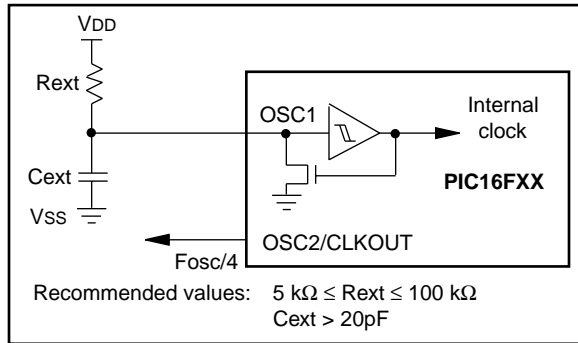 VDD
Rext
OSC1
Internal
clock
Cext
PIC16FXX
VSS
OSC2/CLKOUT
Fosc/4
Recommended values: 5 kΩ ≤ Rext ≤ 100 kΩ
Cext > 20pF